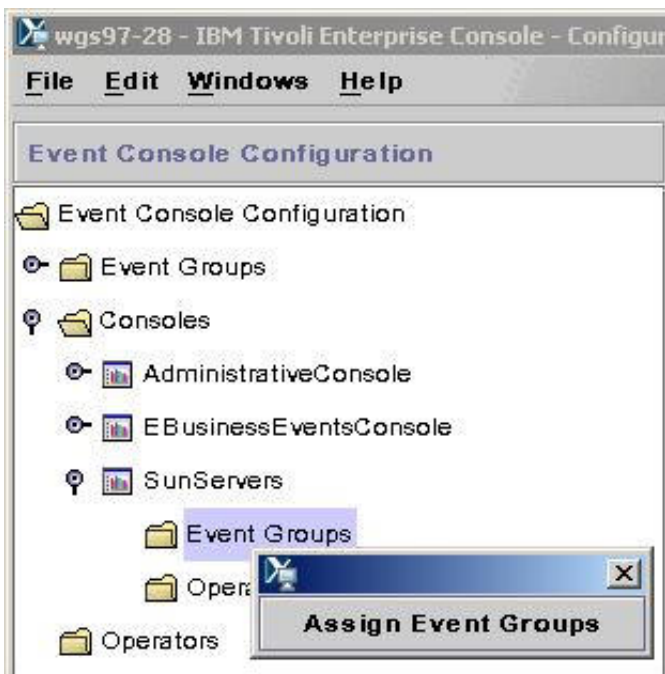 wgs97-28 - IBM Tivoli Enterprise Console - Configur
File Edit Windows Help
Event Console Configuration
Event Console Configuration
Event Groups
Consoles
AdministrativeConsole
EBusinessEventsConsole
SunServers
Event Groups
Opera
Assign Event Groups
Operators